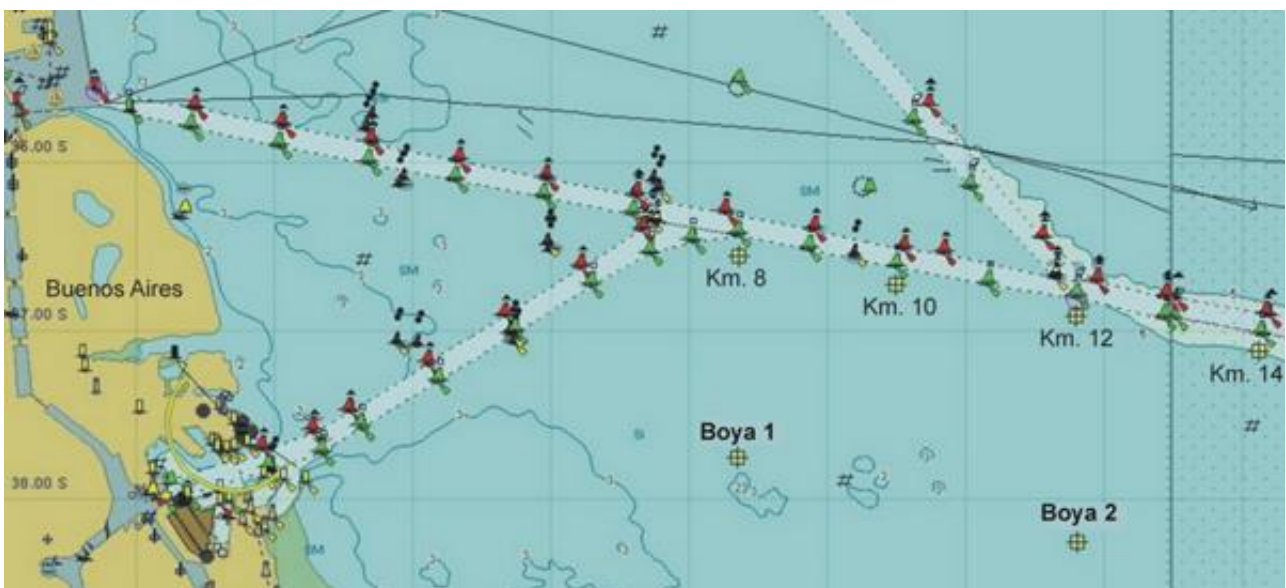 36.00 S
SM
Km. 8
Buenos Aires
SM
Km. 10
37.00 S
Km. 12
Km. 14
Boya 1
SI
38.00 S
Boya 2
SM